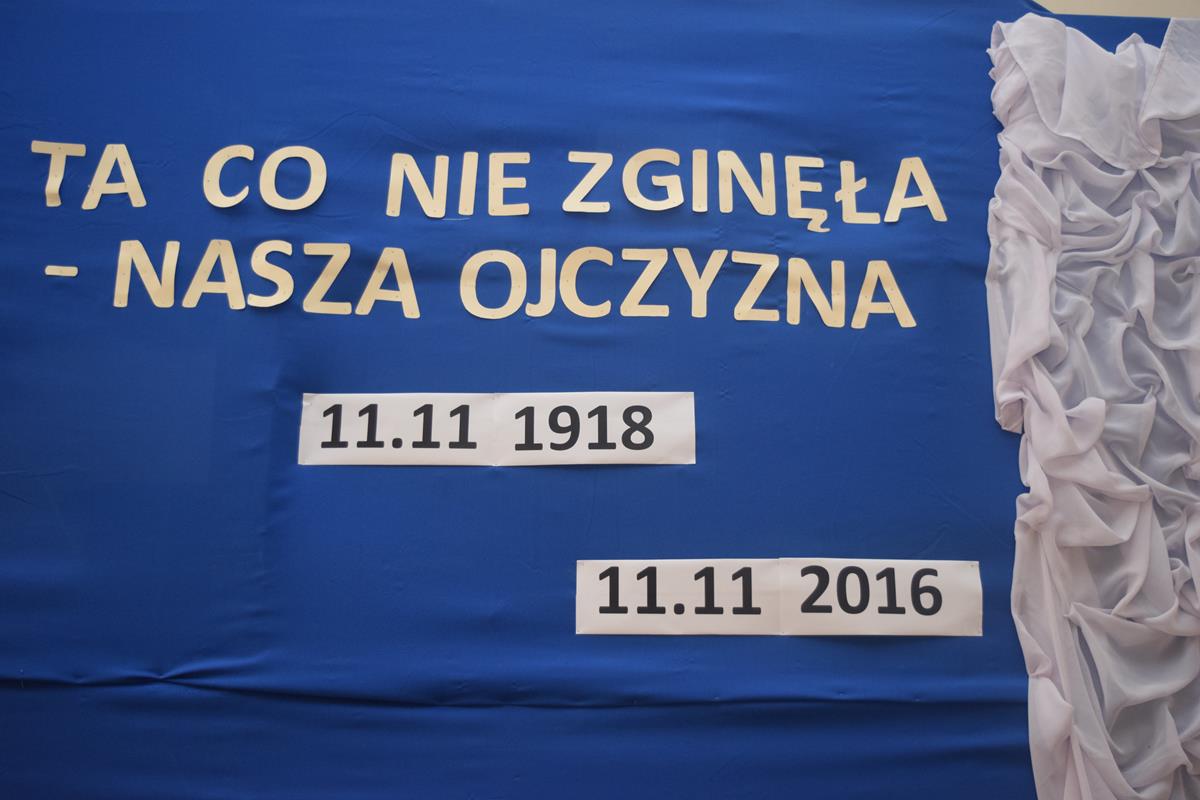 TA CO NIE ZGINĘŁA
- NASZA OJCZYZNA
11.11 1918
11.11 2016